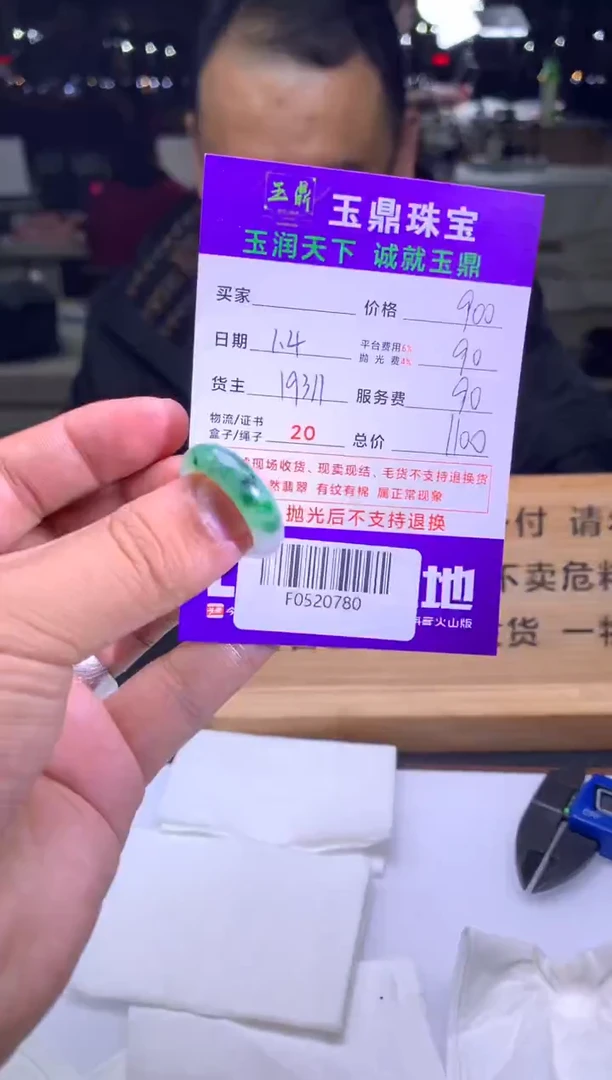 玉鼎
玉鼎珠宝
玉润天下 诚就玉鼎
买家 价格 900
日期 1.4 平台费用6% 抛光费4% 90
货主 19311 服务费 90
物流/证书
盒子/绳子 20 总价 1100
现场收货、现卖现结、毛货不支持退换货
然翡翠 有纹有棉 属正常现象
抛光后不支持退换
地
F0520780
火山版
付 请
不卖危料
货 一